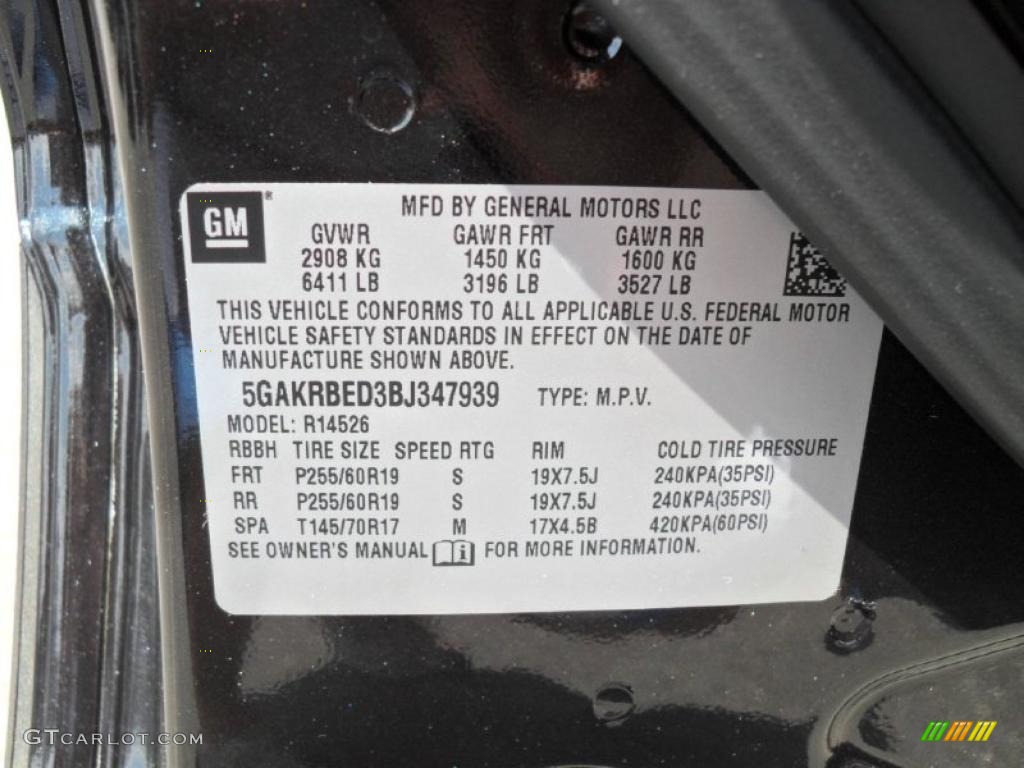 GM ®
MFD BY GENERAL MOTORS LLC
GVWR GAWR FRT GAWR RR
2908 KG 1450 KG 1600 KG
6411 LB 3196 LB 3527 LB
THIS VEHICLE CONFORMS TO ALL APPLICABLE U.S. FEDERAL MOTOR
VEHICLE SAFETY STANDARDS IN EFFECT ON THE DATE OF
MANUFACTURE SHOWN ABOVE.
5GAKRBED3BJ347939 TYPE: M.P.V.
MODEL: R14526
RBBH TIRE SIZE SPEED RTG RIM COLD TIRE PRESSURE
FRT P255/60R19 S 19X7.5J 240KPA(35PSI)
RR P255/60R19 S 19X7.5J 240KPA(35PSI)
SPA T145/70R17 M 17X4.5B 420KPA(60PSI)
SEE OWNER'S MANUAL i FOR MORE INFORMATION.
GTCARLOT.COM